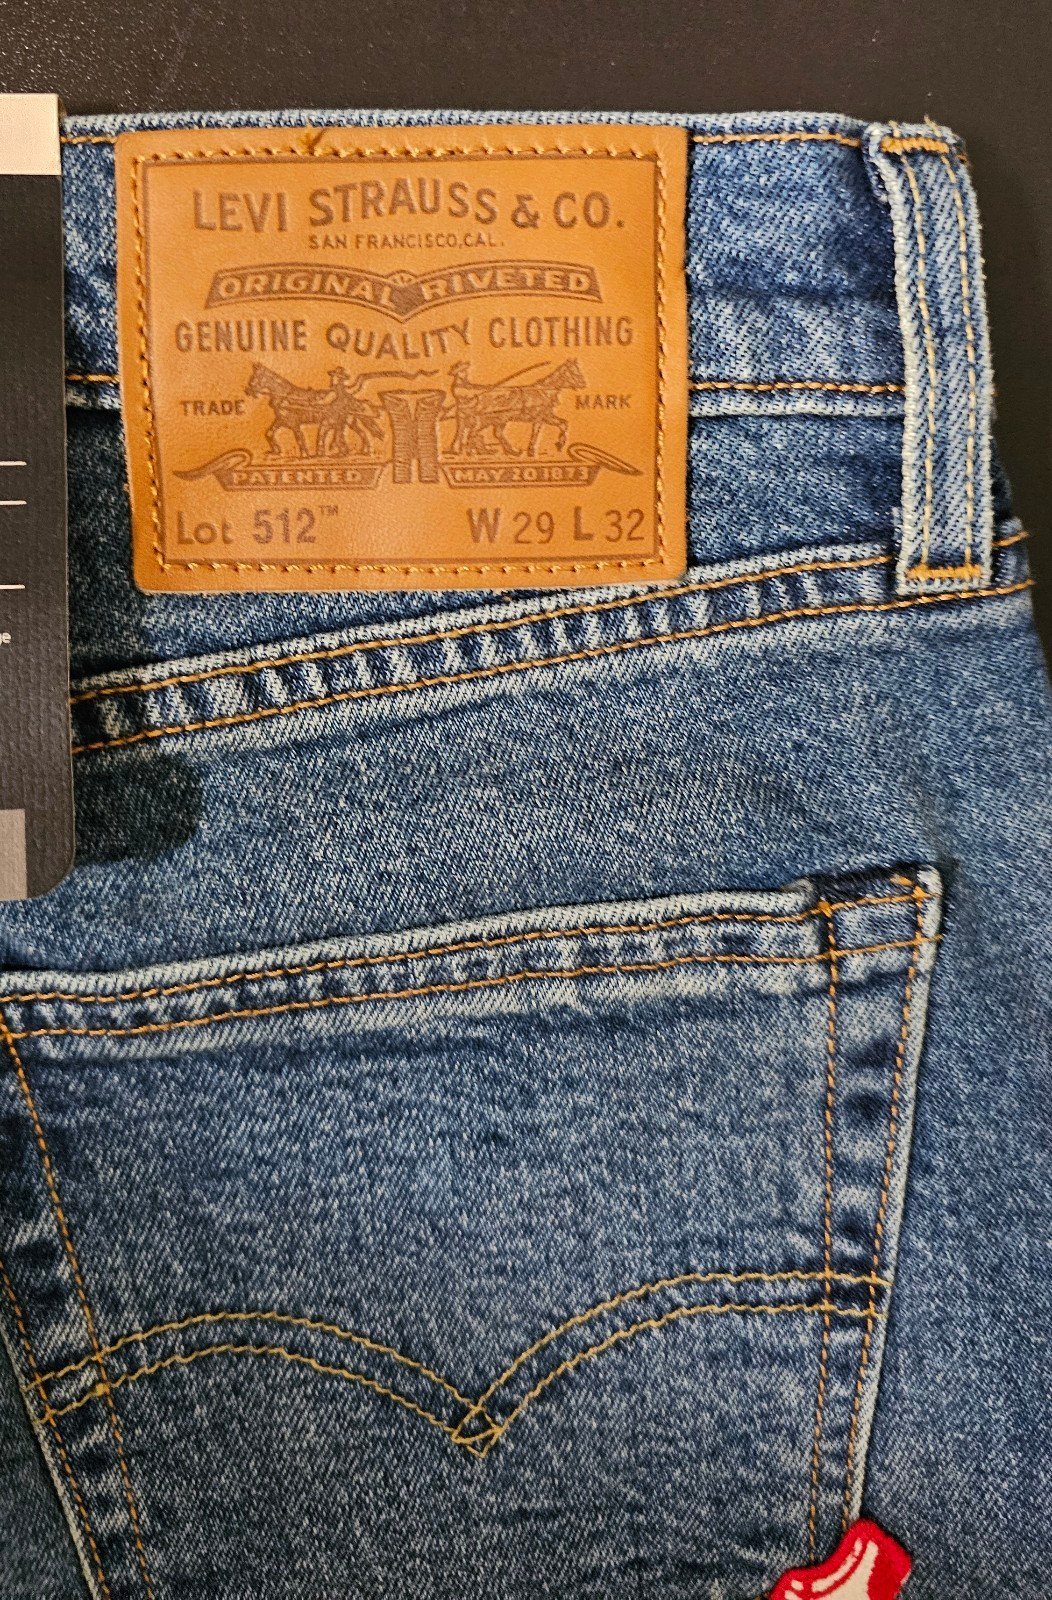 LEVI STRAUSS & CO.
SAN FRANCISCO, CAL.
ORIGINAL RIVETED
GENUINE QUALITY CLOTHING
TRADE MARK
PATENTED MAY 20 1873
Lot 512™ W 29 L 32